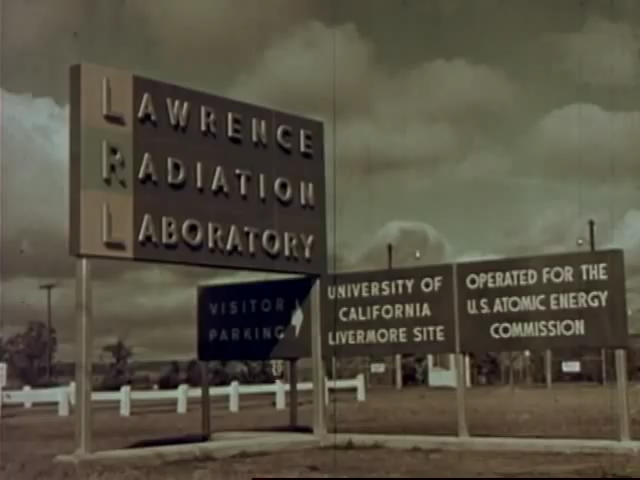 LAWRENCE
RADIATION
LABORATORY
VISITOR
PARKING
UNIVERSITY OF
CALIFORNIA
LIVERMORE SITE
OPERATED FOR THE
U.S. ATOMIC ENERGY
COMMISSION